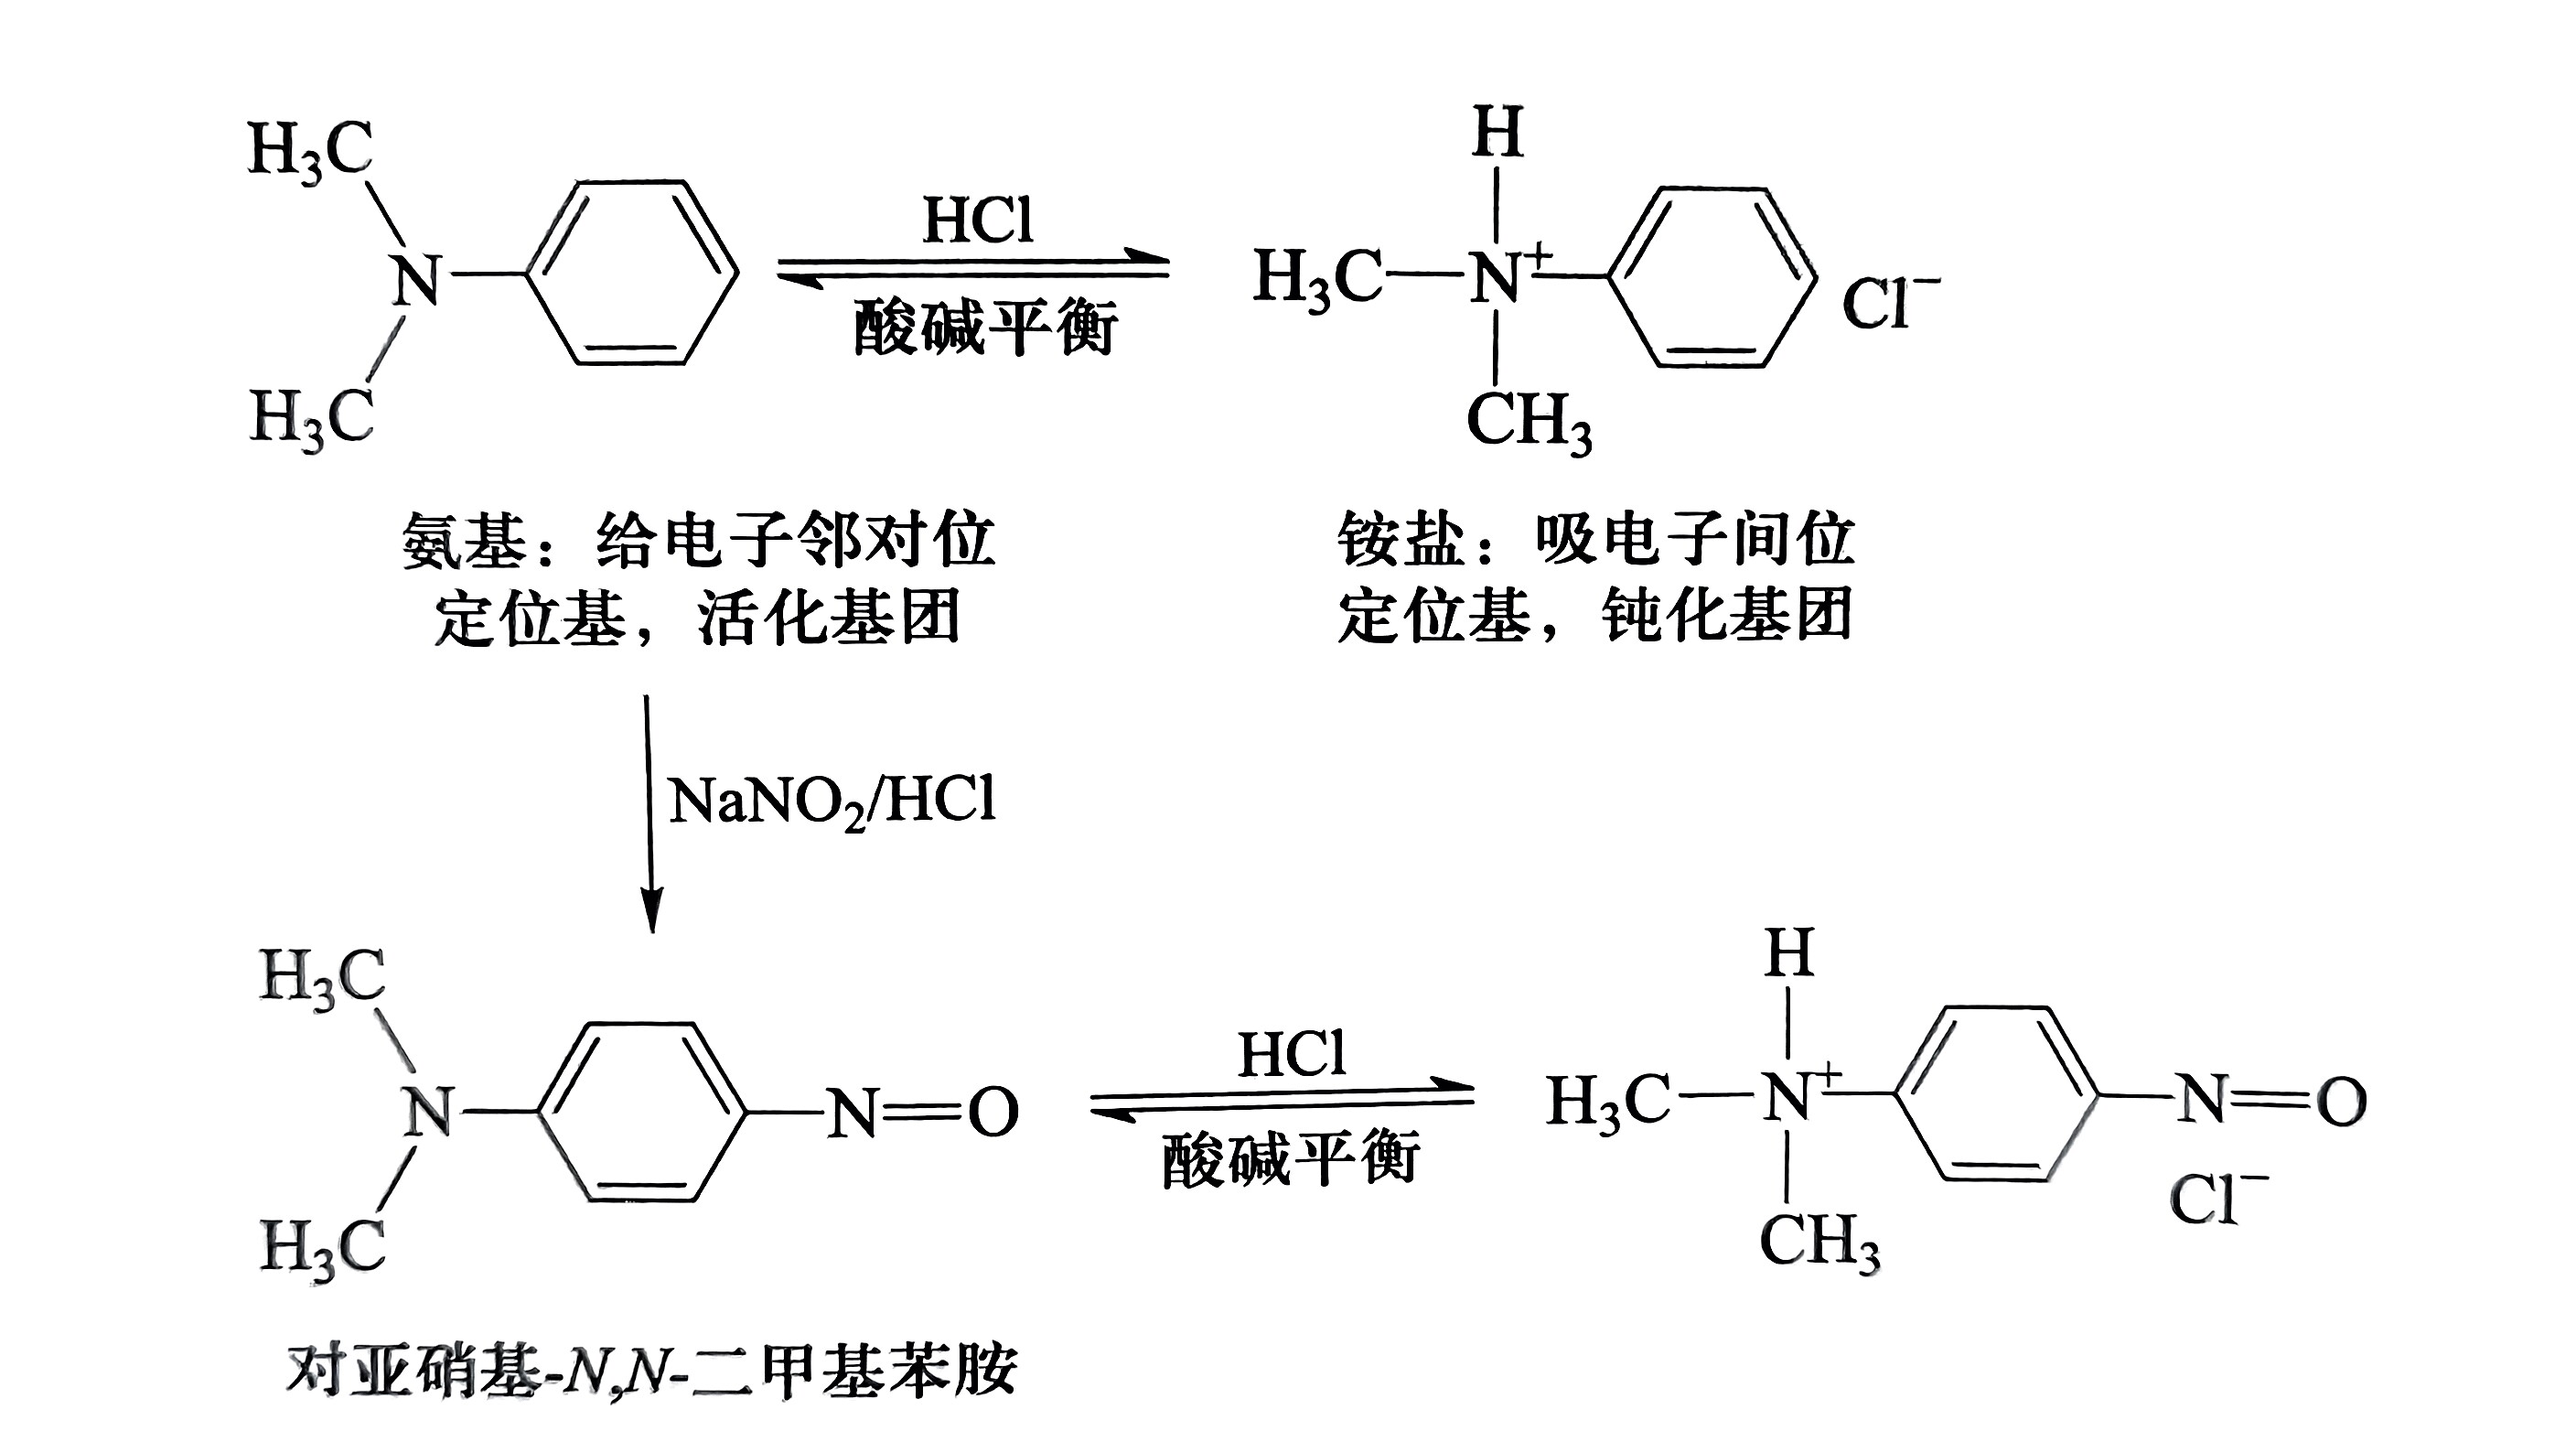 H₃C
H
HCl
N
H₃C—N⁺
Cl⁻
酸碱平衡
H₃C
CH₃
氨基：给电子邻对位
定位基，活化基团
铵盐：吸电子间位
定位基，钝化基团
NaNO₂/HCl
H₃C
H
HCl
N
N=O
H₃C—N⁺
N=O
酸碱平衡
Cl⁻
H₃C
CH₃
对亚硝基-N,N-二甲基苯胺